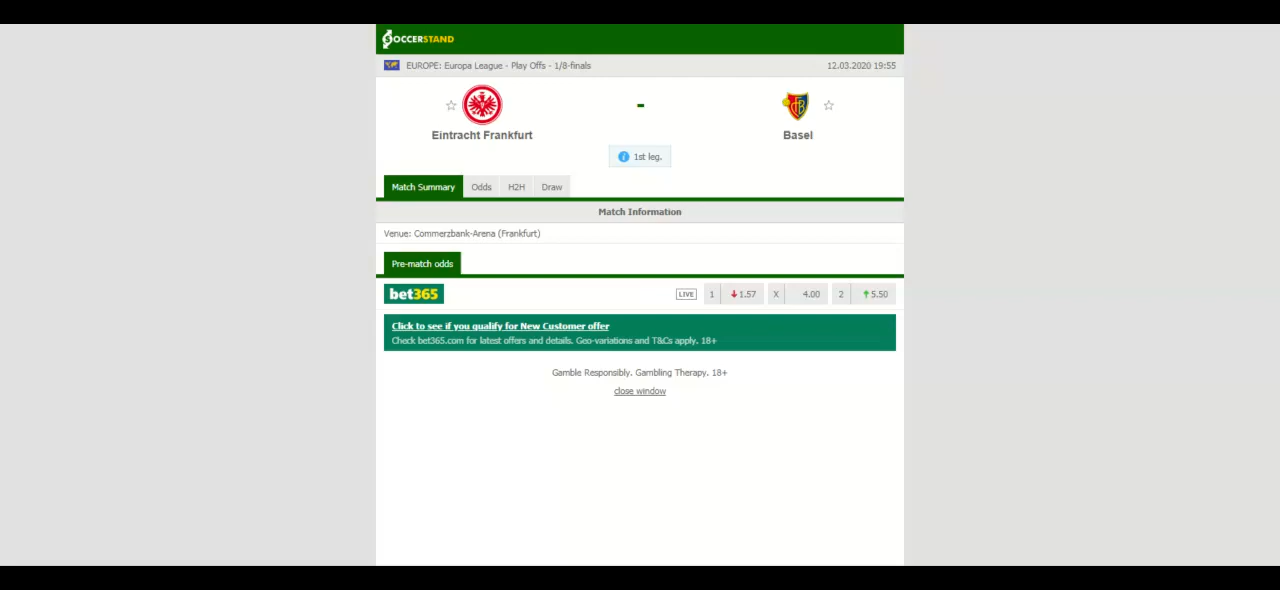 SOCCERSTAND
EUROPE: Europa League - Play Offs - 1/8-finals 12.03.2020 19:55
-
Eintracht Frankfurt Basel
1st leg.
Match Summary Odds H2H Draw
Match Information
Venue: Commerzbank-Arena (Frankfurt)
Pre-match odds
bet365 LIVE 1 1.57 X 4.00 2 5.50
Click to see if you qualify for New Customer offer
Check bet365.com for latest offers and details. Geo-variations and T&Cs apply. 18+
Gamble Responsibly. Gambling Therapy. 18+
close window